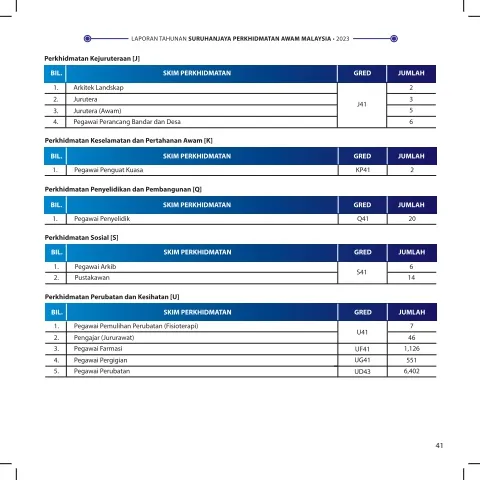 LAPORAN TAHUNAN SURUHANJAYA PERKHIDMATAN AWAM MALAYSIA • 2023
Perkhidmatan Kejuruteraan [J]
BIL. SKIM PERKHIDMATAN GRED JUMLAH
1. Arkitek Landskap J41 2
2. Jurutera 3
3. Jurutera (Awam) 5
4. Pegawai Perancang Bandar dan Desa 6
Perkhidmatan Keselamatan dan Pertahanan Awam [K]
BIL. SKIM PERKHIDMATAN GRED JUMLAH
1. Pegawai Penguat Kuasa KP41 2
Perkhidmatan Penyelidikan dan Pembangunan [Q]
BIL. SKIM PERKHIDMATAN GRED JUMLAH
1. Pegawai Penyelidik Q41 20
Perkhidmatan Sosial [S]
BIL. SKIM PERKHIDMATAN GRED JUMLAH
1. Pegawai Arkib S41 6
2. Pustakawan 14
Perkhidmatan Perubatan dan Kesihatan [U]
BIL. SKIM PERKHIDMATAN GRED JUMLAH
1. Pegawai Pemulihan Perubatan (Fisioterapi) U41 7
2. Pengajar (Jururawat) 46
3. Pegawai Farmasi UF41 1,126
4. Pegawai Pergigian UG41 551
5. Pegawai Perubatan UD43 6,402
41